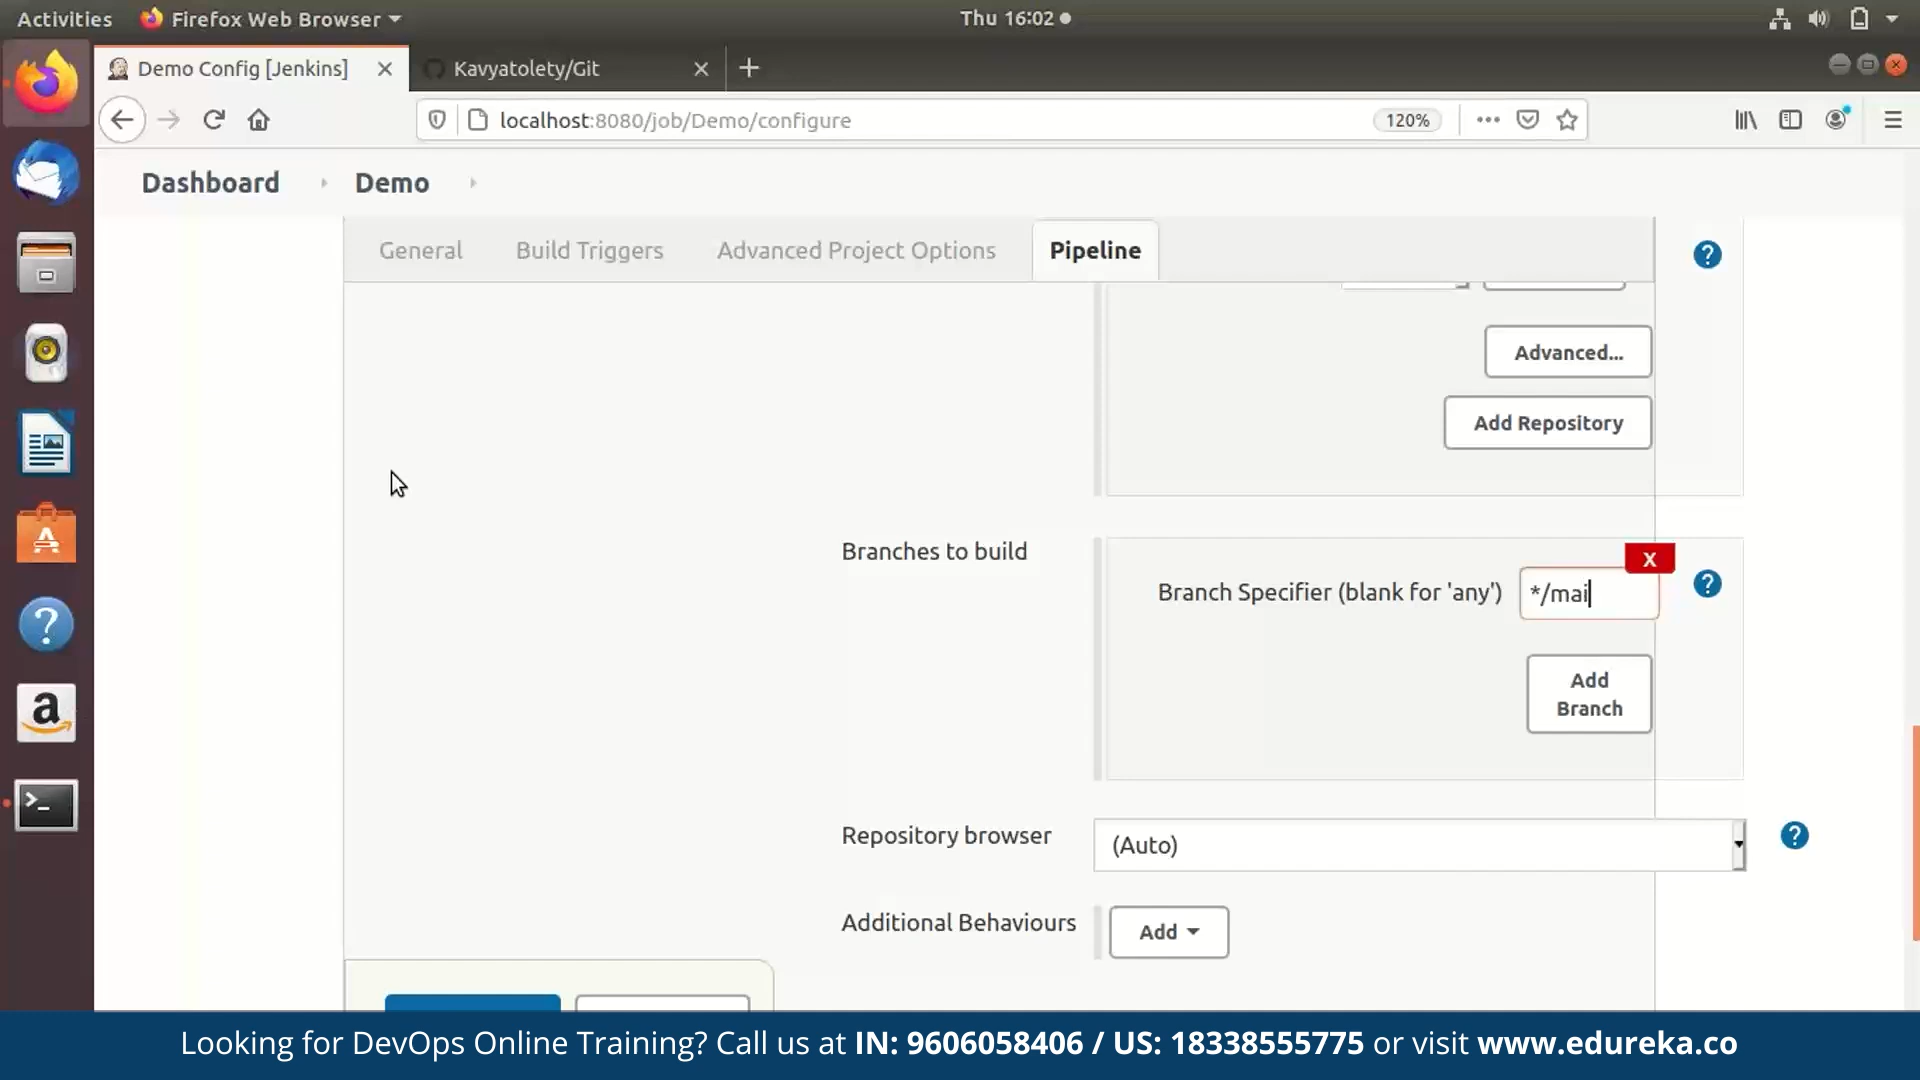 Activities Firefox Web Browser Thu 16:02
Demo Config [Jenkins] Kavyatolety/Git
localhost:8080/job/Demo/configure 120%
Dashboard Demo
General Build Triggers Advanced Project Options Pipeline ?
Advanced...
Add Repository
Branches to build
X
Branch Specifier (blank for 'any') */mai ?
Add
Branch
Repository browser (Auto) ?
Additional Behaviours Add
Looking for DevOps Online Training? Call us at IN: 9606058406 / US: 18338555775 or visit www.edureka.co